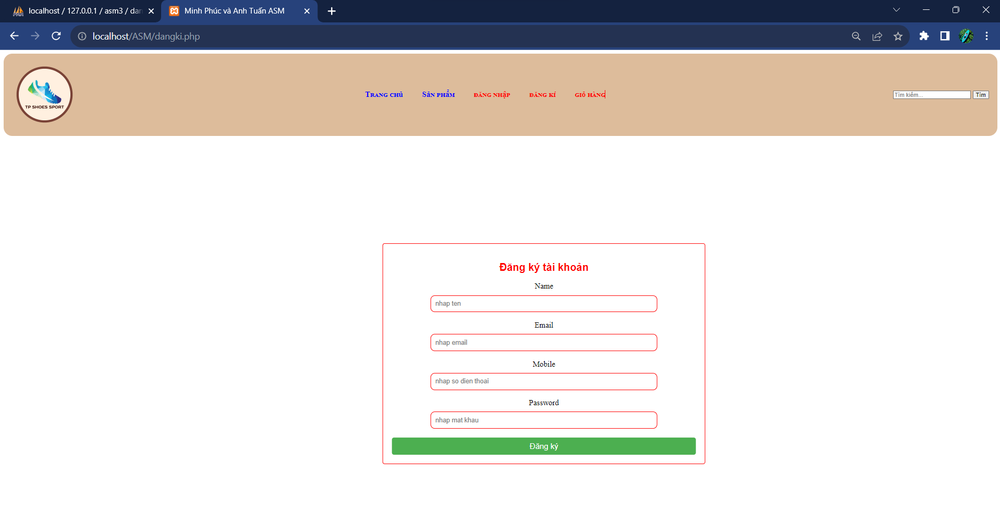 localhost / 127.0.0.1 / asm3 / dan
Minh Phúc và Anh Tuấn ASM
localhost/ASM/dangki.php
TP SHOES SPORT
Trang chủ Sản phẩm đăng nhập đăng kí giỏ hàng
Tìm kiếm... Tìm
Đăng ký tài khoản
Name
nhap ten
Email
nhap email
Mobile
nhap so dien thoai
Password
nhap mat khau
Đăng ký